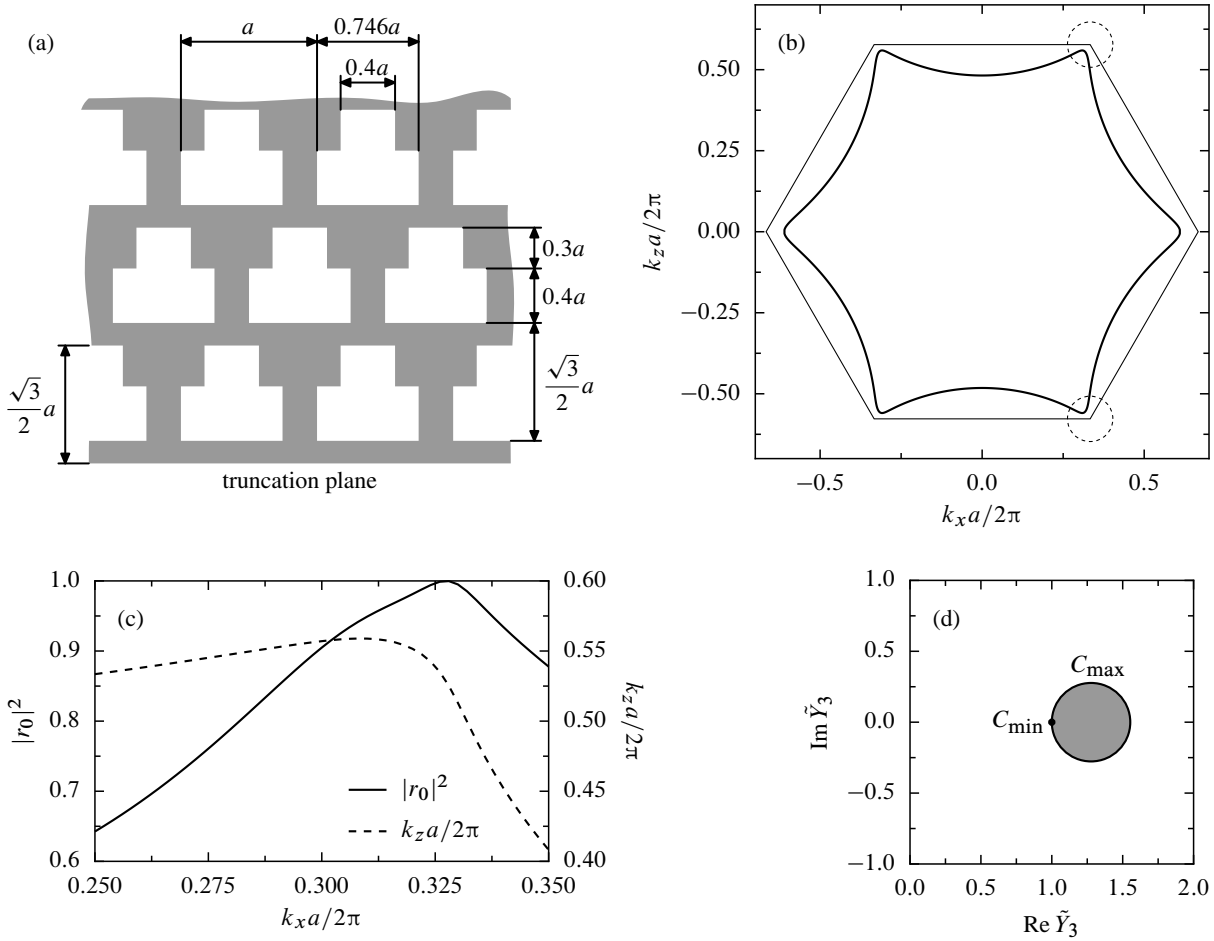 (a)
a
0.746a
0.4a
0.3a
0.4a
√3/2 a
√3/2 a
truncation plane
(b)
0.50
0.25
0.00
−0.25
−0.50
k_z a/2π
−0.5
0.0
0.5
k_x a/2π
(c)
1.0
0.9
0.8
0.7
0.6
|r_0|^2
0.60
0.55
0.50
0.45
0.40
k_z a/2π
|r_0|^2
k_z a/2π
0.250
0.275
0.300
0.325
0.350
k_x a/2π
(d)
1.0
0.5
0.0
−0.5
−1.0
Im Ỹ_3
C_max
C_min
0.0
0.5
1.0
1.5
2.0
Re Ỹ_3